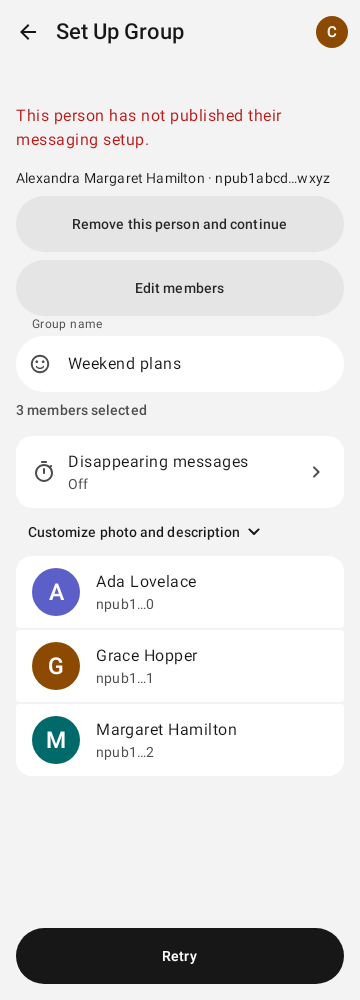 Set Up Group
C
This person has not published their
messaging setup.
Alexandra Margaret Hamilton · npub1abcd…wxyz
Remove this person and continue
Edit members
Group name
Weekend plans
3 members selected
Disappearing messages
Off
Customize photo and description
A
Ada Lovelace
npub1…0
G
Grace Hopper
npub1…1
M
Margaret Hamilton
npub1…2
Retry